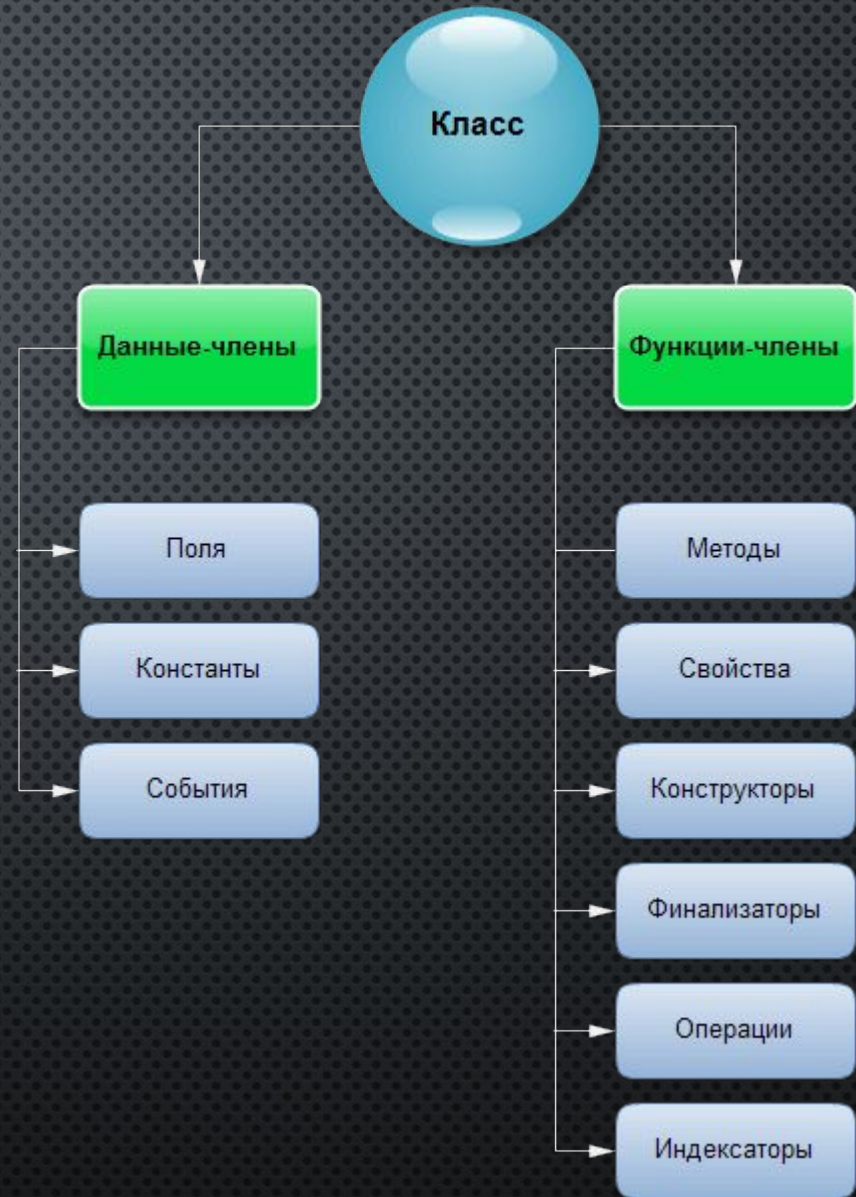 Класс
Данные-члены
Функции-члены
Поля
Константы
События
Методы
Свойства
Конструкторы
Финализаторы
Операции
Индексаторы